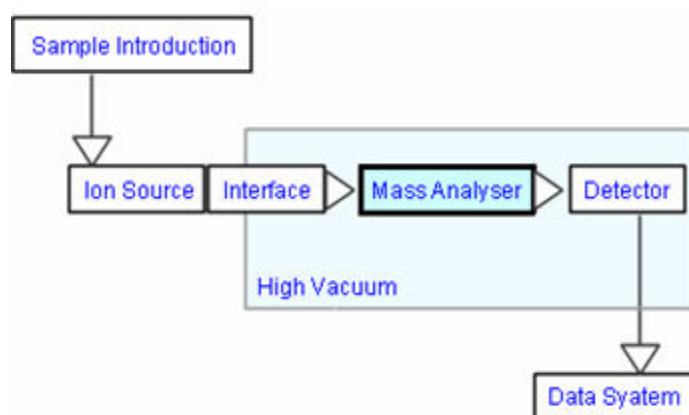 Sample Introduction
Ion Source
Interface
Mass Analyser
Detector
High Vacuum
Data Syatem